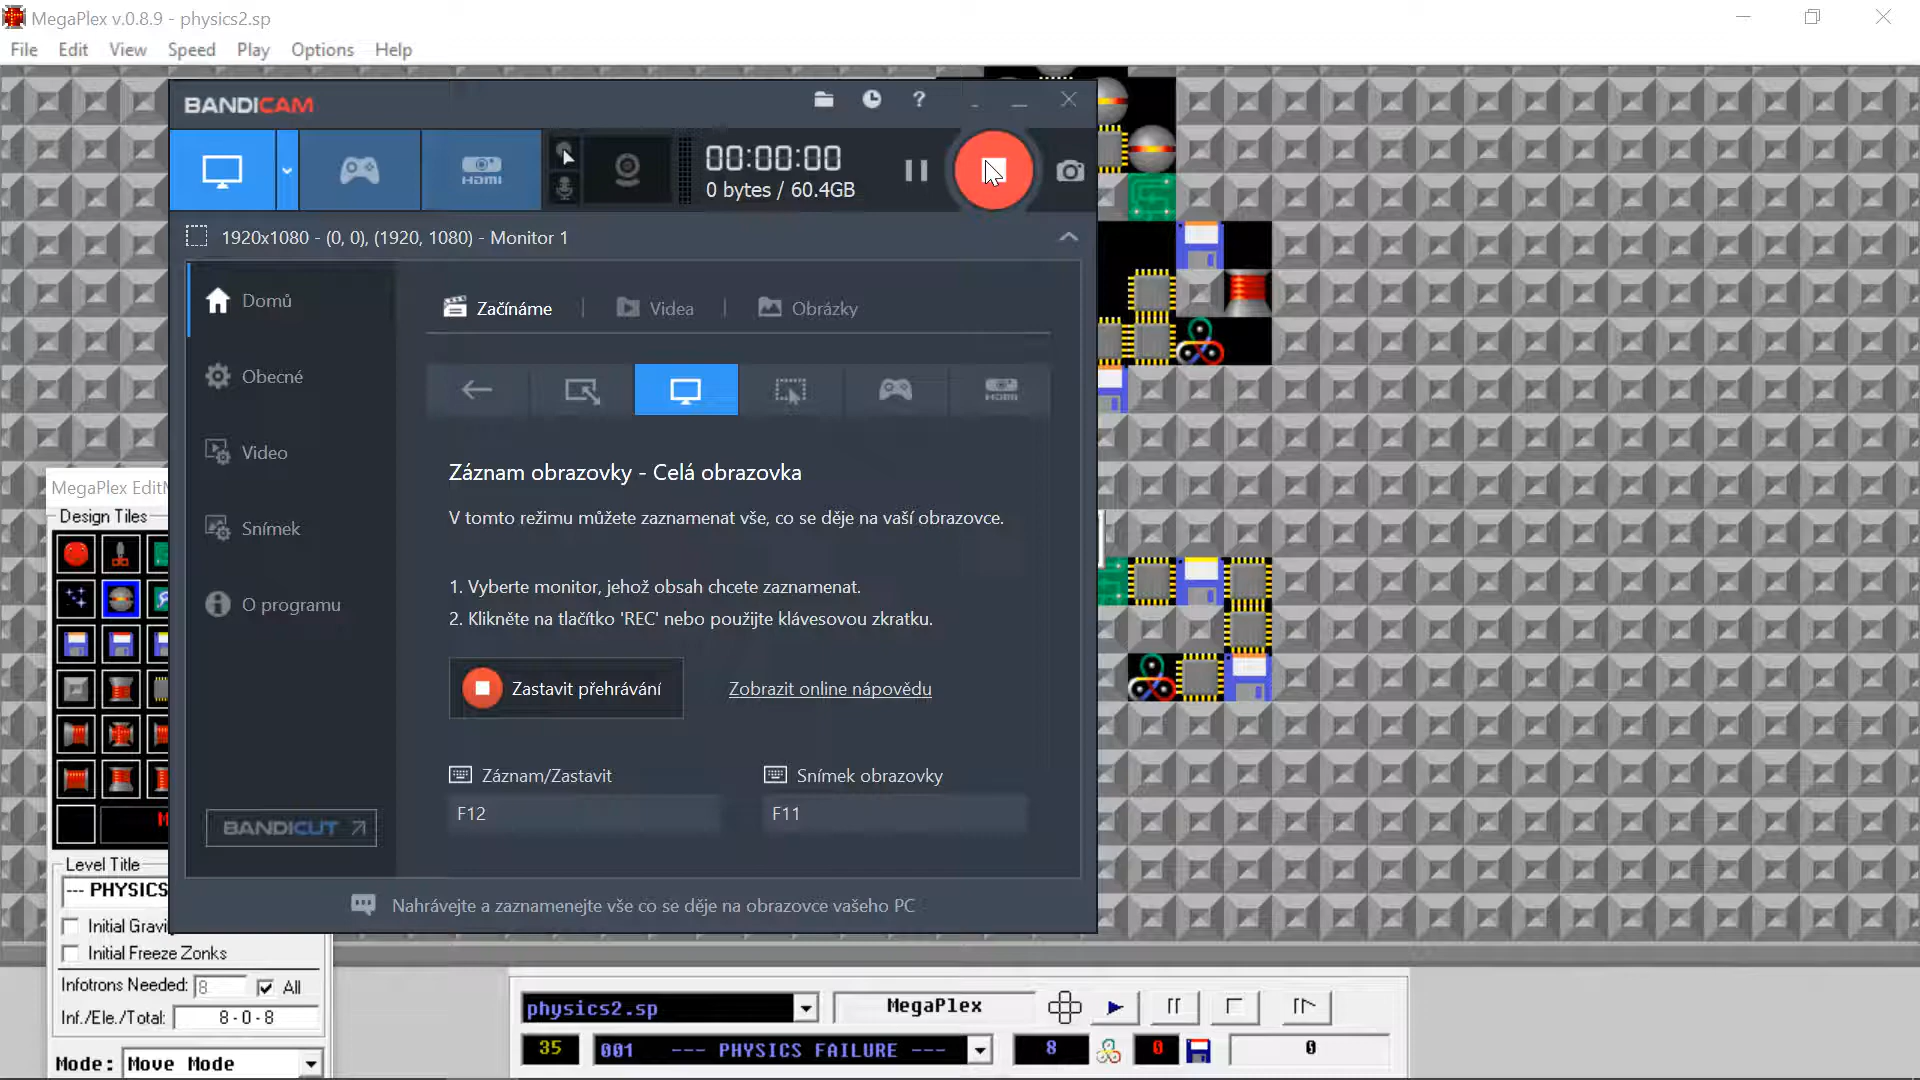 MegaPlex v.0.8.9 - physics2.sp
File Edit View Speed Play Options Help
BANDICAM
HDMI
00:00:00
0 bytes / 60.4GB
1920x1080 - (0, 0), (1920, 1080) - Monitor 1
Domů
Obecné
Video
Snímek
O programu
BANDICUT
Začínáme | Videa | Obrázky
HDMI
Záznam obrazovky - Celá obrazovka
V tomto režimu můžete zaznamenat vše, co se děje na vaší obrazovce.
1. Vyberte monitor, jehož obsah chcete zaznamenat.
2. Klikněte na tlačítko 'REC' nebo použijte klávesovou zkratku.
Zastavit přehrávání
Zobrazit online nápovědu
Záznam/Zastavit
F12
Snímek obrazovky
F11
Nahrávejte a zaznamenejte vše co se děje na obrazovce vašeho PC
MegaPlex Edit
Design Tiles
Level Title
--- PHYSICS
Initial Gravi
Initial Freeze Zonks
Infotrons Needed: 8 All
Inf./Ele./Total: 8-0-8
Mode: Move Mode
physics2.sp
MegaPlex
35
001 --- PHYSICS FAILURE ---
8
0
0